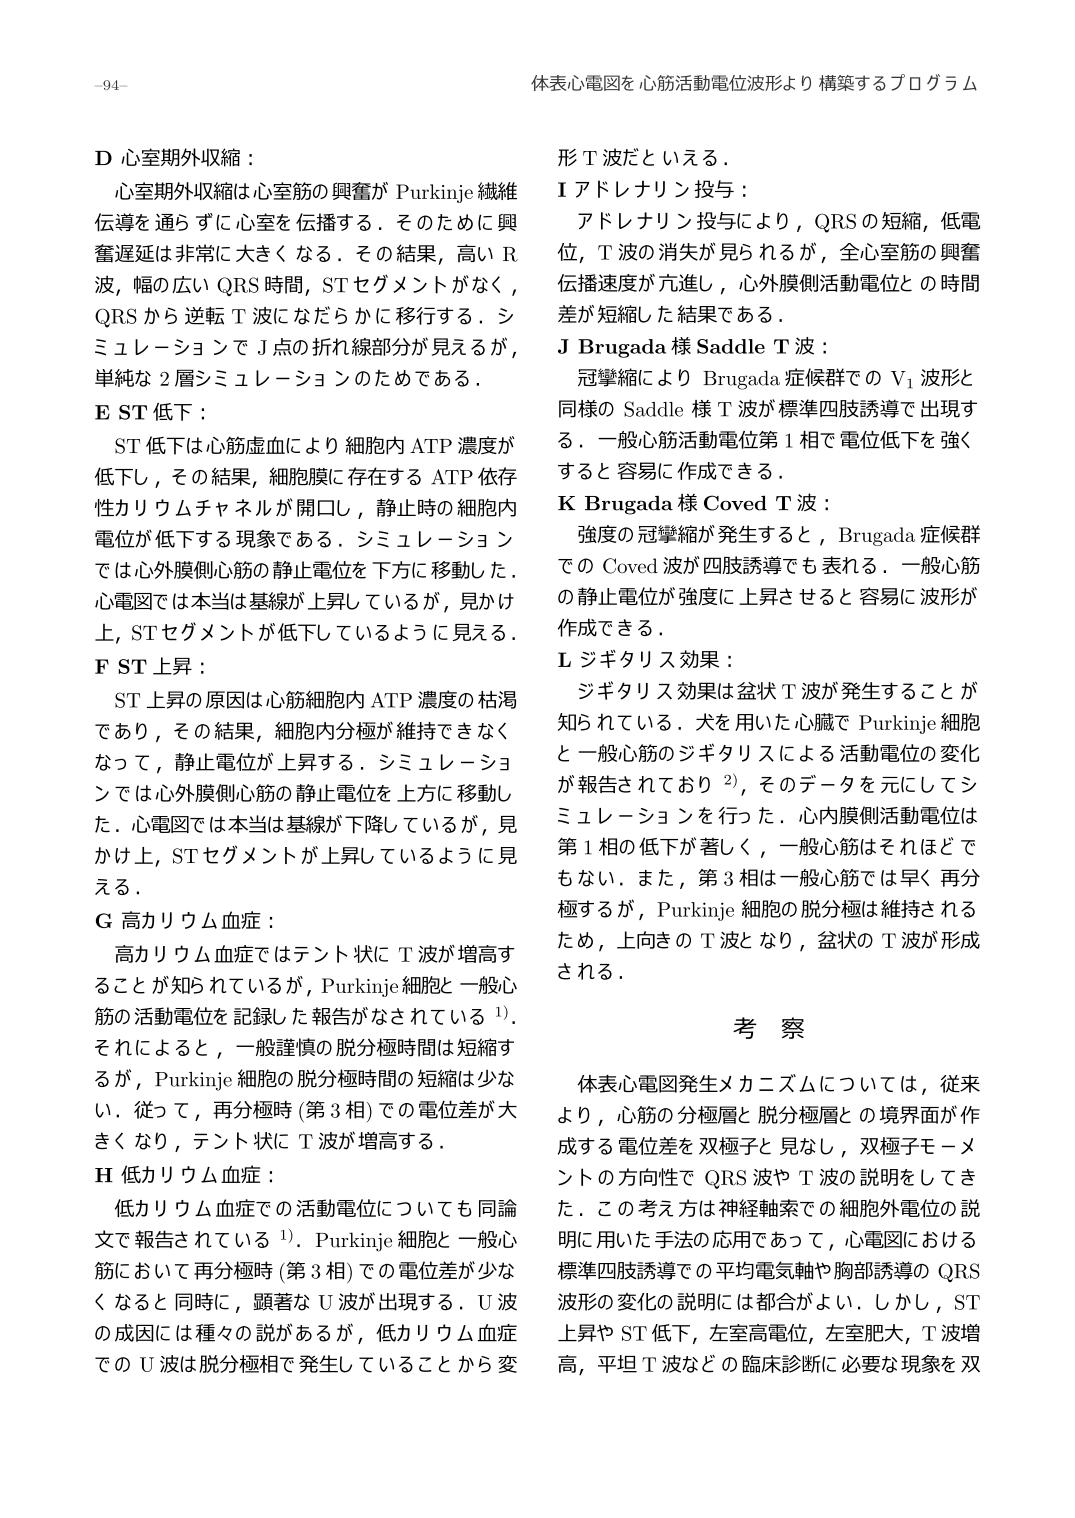 –94–
体表心電図を心筋活動電位波形より構築するプログラム
D 心室期外収縮：
心室期外収縮は心室筋の興奮が Purkinje 繊維
伝導を通らずに心室を伝播する．そのために興
奮遅延は非常に大きくなる．その結果，高い R
波，幅の広い QRS 時間，ST セグメントがなく，
QRS から逆転 T 波になだらかに移行する．シ
ミュレーションで J 点の折れ線部分が見えるが，
単純な 2 層シミュレーションのためである．
E ST 低下：
ST 低下は心筋虚血により細胞内 ATP 濃度が
低下し，その結果，細胞膜に存在する ATP 依存
性カリウムチャネルが開口し，静止時の細胞内
電位が低下する現象である．シミュレーション
では心外膜側心筋の静止電位を下方に移動した．
心電図では本当は基線が上昇しているが，見かけ
上，ST セグメントが低下しているように見える．
F ST 上昇：
ST 上昇の原因は心筋細胞内 ATP 濃度の枯渇
であり，その結果，細胞内分極が維持できなく
なって，静止電位が上昇する．シミュレーショ
ンでは心外膜側心筋の静止電位を上方に移動し
た．心電図では本当は基線が下降しているが，見
かけ上，ST セグメントが上昇しているように見
える．
G 高カリウム血症：
高カリウム血症ではテント状に T 波が増高す
ることが知られているが，Purkinje 細胞と一般心
筋の活動電位を記録した報告がなされている 1)．
それによると，一般謹慎の脱分極時間は短縮す
るが，Purkinje 細胞の脱分極時間の短縮は少な
い．従って，再分極時 (第 3 相) での電位差が大
きくなり，テント状に T 波が増高する．
H 低カリウム血症：
低カリウム血症での活動電位についても同論
文で報告されている 1)．Purkinje 細胞と一般心
筋において再分極時 (第 3 相) での電位差が少な
くなると同時に，顕著な U 波が出現する．U 波
の成因には種々の説があるが，低カリウム血症
での U 波は脱分極相で発生していることから変
形 T 波だといえる．
I アドレナリン投与：
アドレナリン投与により，QRS の短縮，低電
位，T 波の消失が見られるが，全心室筋の興奮
伝播速度が亢進し，心外膜側活動電位との時間
差が短縮した結果である．
J Brugada 様 Saddle T 波：
冠攣縮により Brugada 症候群での V1 波形と
同様の Saddle 様 T 波が標準四肢誘導で出現す
る．一般心筋活動電位第 1 相で電位低下を強く
すると容易に作成できる．
K Brugada 様 Coved T 波：
強度の冠攣縮が発生すると，Brugada 症候群
での Coved 波が四肢誘導でも表れる．一般心筋
の静止電位が強度に上昇させると容易に波形が
作成できる．
L ジギタリス効果：
ジギタリス効果は盆状 T 波が発生することが
知られている．犬を用いた心臓で Purkinje 細胞
と一般心筋のジギタリスによる活動電位の変化
が報告されており 2)，そのデータを元にしてシ
ミュレーションを行った．心内膜側活動電位は
第 1 相の低下が著しく，一般心筋はそれほどで
もない．また，第 3 相は一般心筋では早く再分
極するが，Purkinje 細胞の脱分極は維持される
ため，上向きの T 波となり，盆状の T 波が形成
される．
考 察
体表心電図発生メカニズムについては，従来
より，心筋の分極層と脱分極層との境界面が作
成する電位差を双極子と見なし，双極子モーメ
ントの方向性で QRS 波や T 波の説明をしてき
た．この考え方は神経軸索での細胞外電位の説
明に用いた手法の応用であって，心電図における
標準四肢誘導での平均電気軸や胸部誘導の QRS
波形の変化の説明には都合がよい．しかし，ST
上昇や ST 低下，左室高電位，左室肥大，T 波増
高，平坦 T 波などの臨床診断に必要な現象を双